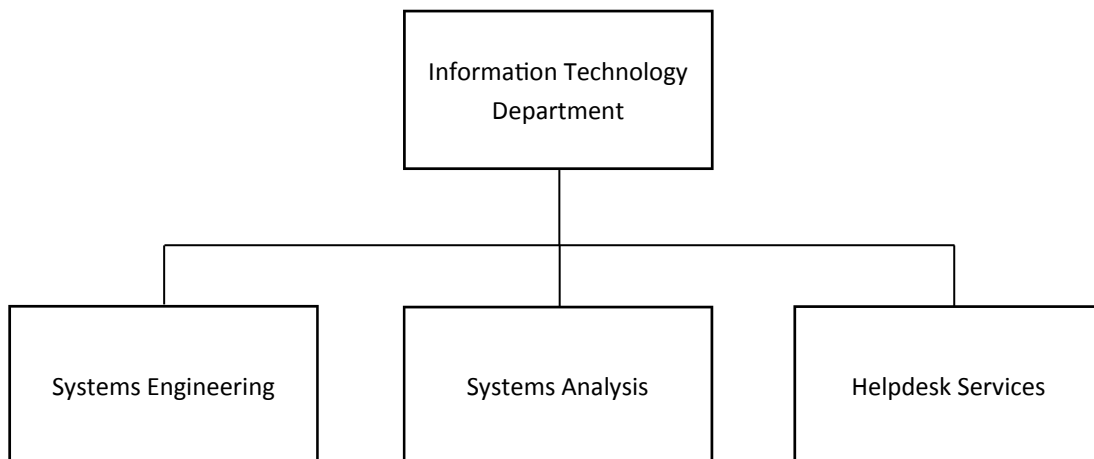 Information Technology
Department
Systems Engineering
Systems Analysis
Helpdesk Services